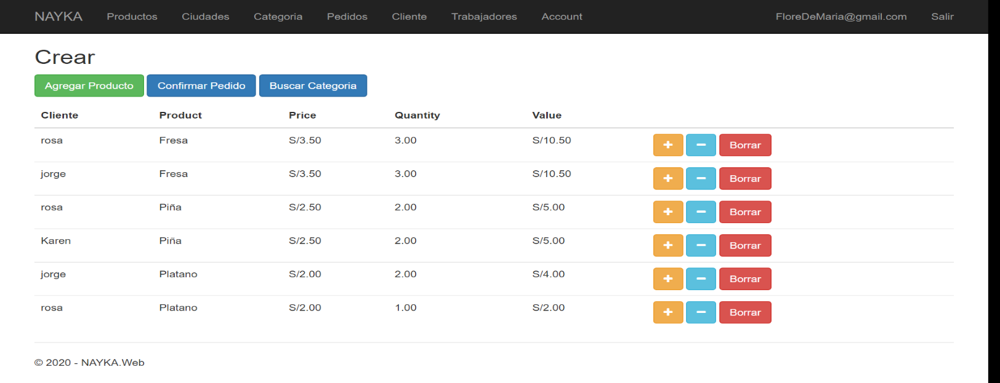 NAYKA Productos Ciudades Categoria Pedidos Cliente Trabajadores Account FloreDeMaria@gmail.com Salir
Crear
Agregar Producto Confirmar Pedido Buscar Categoria
Cliente Product Price Quantity Value
rosa Fresa S/3.50 3.00 S/10.50 + − Borrar
jorge Fresa S/3.50 3.00 S/10.50 + − Borrar
rosa Piña S/2.50 2.00 S/5.00 + − Borrar
Karen Piña S/2.50 2.00 S/5.00 + − Borrar
jorge Platano S/2.00 2.00 S/4.00 + − Borrar
rosa Platano S/2.00 1.00 S/2.00 + − Borrar
© 2020 - NAYKA.Web